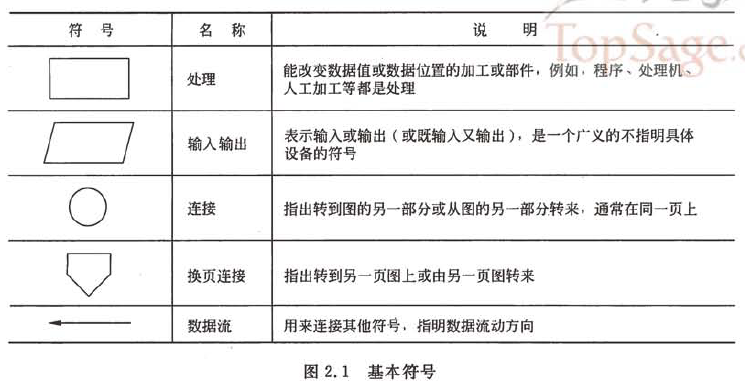 TopSage.c
符 号 名 称 说 明
处理 能改变数据值或数据位置的加工或部件，例如，程序、处理机、
人工加工等都是处理
输入输出 表示输入或输出（或既输入又输出），是一个广义的不指明具体
设备的符号
连接 指出转到图的另一部分或从图的另一部分转来，通常在同一页上
换页连接 指出转到另一页图上或由另一页图转来
数据流 用来连接其他符号，指明数据流动方向
图 2.1 基本符号